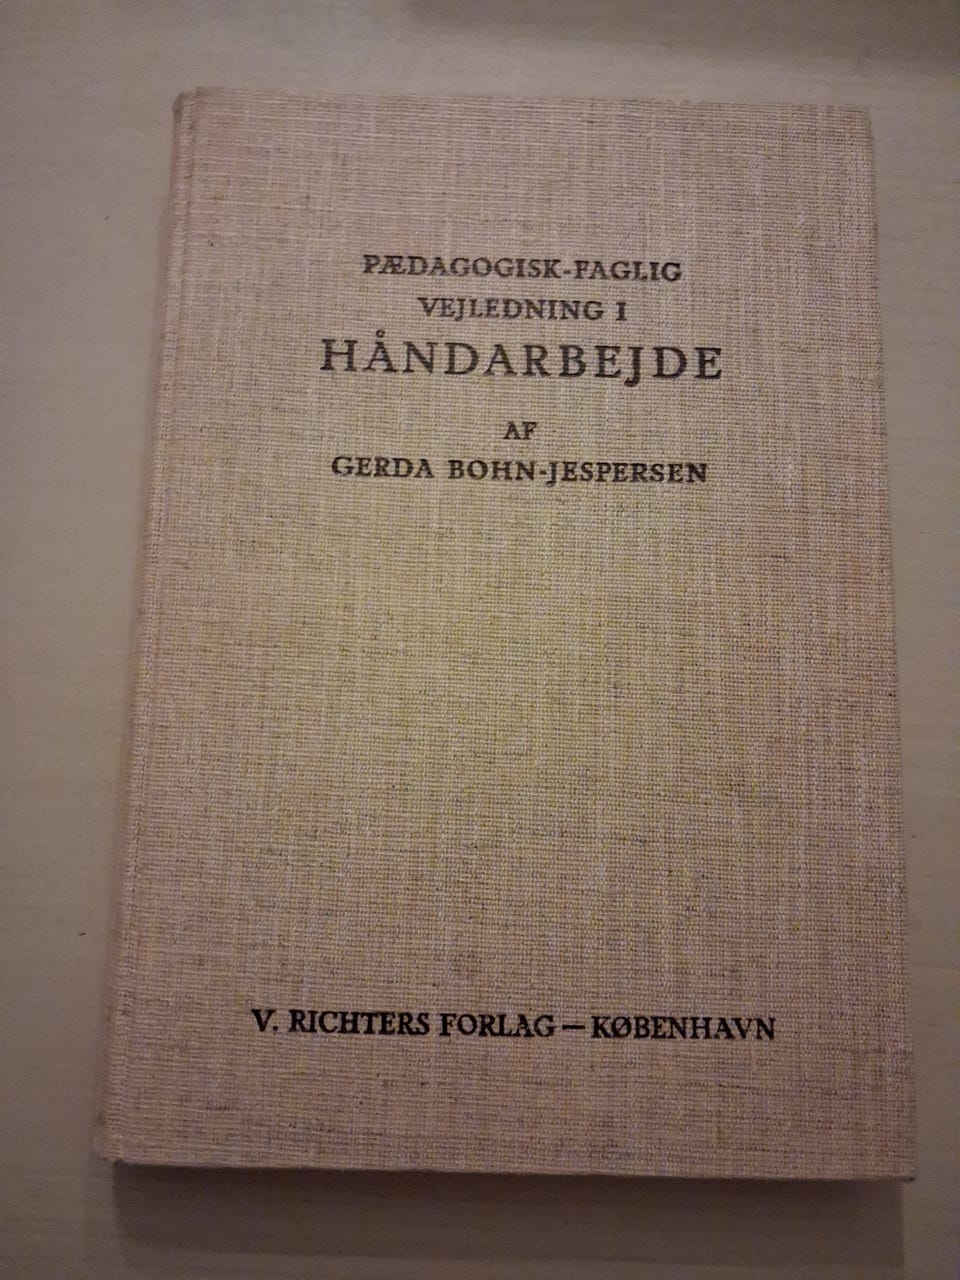 PÆDAGOGISK-FAGLIG
VEJLEDNING I
HÅNDARBEJDE
AF
GERDA BOHN-JESPERSEN
V. RICHTERS FORLAG — KØBENHAVN